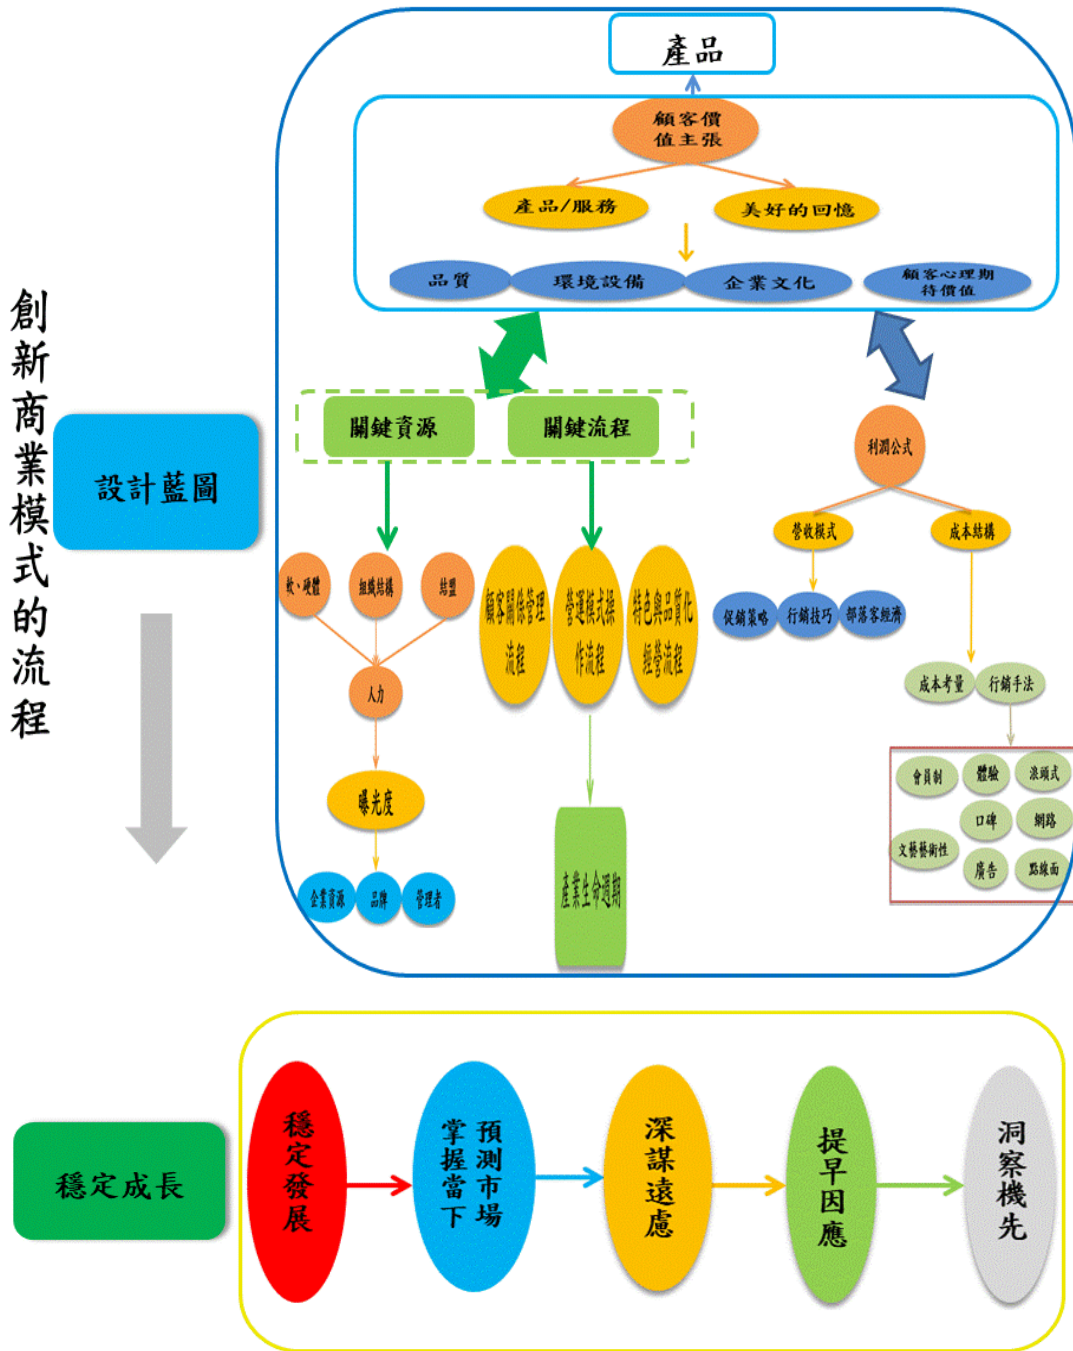 創新商業模式的流程
產品
顧客價
值主張
產品/服務
美好的回憶
品質
環境設備
企業文化
顧客心理期
待價值
設計藍圖
關鍵資源
關鍵流程
利潤公式
軟、硬體
組織結構
結盟
人力
曝光度
企業資源
品牌
管理者
顧客關係管理
流程
營運模式操
作流程
特色與品質化
經營流程
產業生命週期
營收模式
成本結構
促銷策略
行銷技巧
部落客經濟
成本考量
行銷手法
會員制
體驗
浪頭式
口碑
網路
文藝藝術性
廣告
點線面
穩定成長
穩定發展
預測市場
掌握當下
深謀遠慮
提早因應
洞察機先